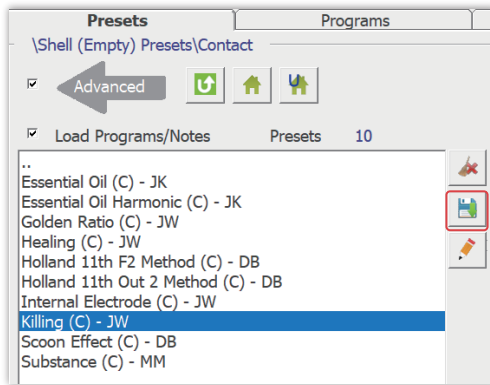 Presets Programs
\Shell (Empty) Presets\Contact
Advanced
Load Programs/Notes Presets 10
..
Essential Oil (C) - JK
Essential Oil Harmonic (C) - JK
Golden Ratio (C) - JW
Healing (C) - JW
Holland 11th F2 Method (C) - DB
Holland 11th Out 2 Method (C) - DB
Internal Electrode (C) - JW
Killing (C) - JW
Scoon Effect (C) - DB
Substance (C) - MM